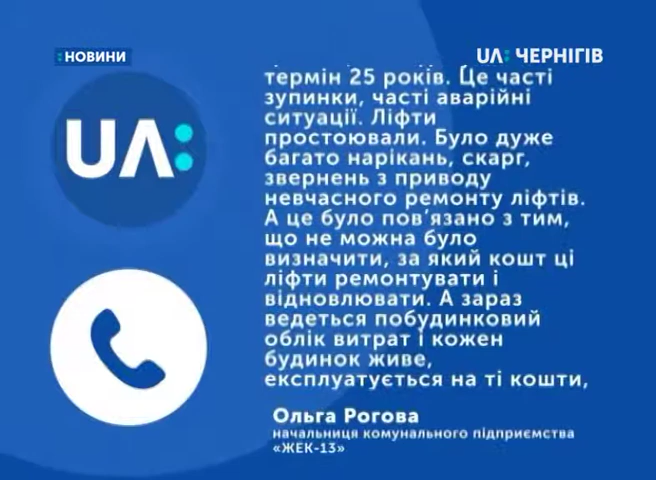 НОВИНИ
UA: ЧЕРНІГІВ
UA:
термін 25 років. Це часті
зупинки, часті аварійні
ситуації. Ліфти
простоювали. Було дуже
багато нарікань, скарг,
звернень з приводу
невчасного ремонту ліфтів.
А це було пов'язано з тим,
що не можна було
визначити, за який кошт ці
ліфти ремонтувати і
відновлювати. А зараз
ведеться побудинковий
облік витрат і кожен
будинок живе,
експлуатується на ті кошти,
Ольга Рогова
начальниця комунального підприємства
«ЖЕК-13»